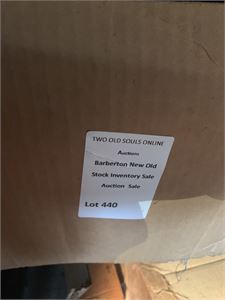 TWO OLD SOULS ONLINE
Auctions
Barberton New Old
Stock Inventory Sale
Auction Sale
Lot 440